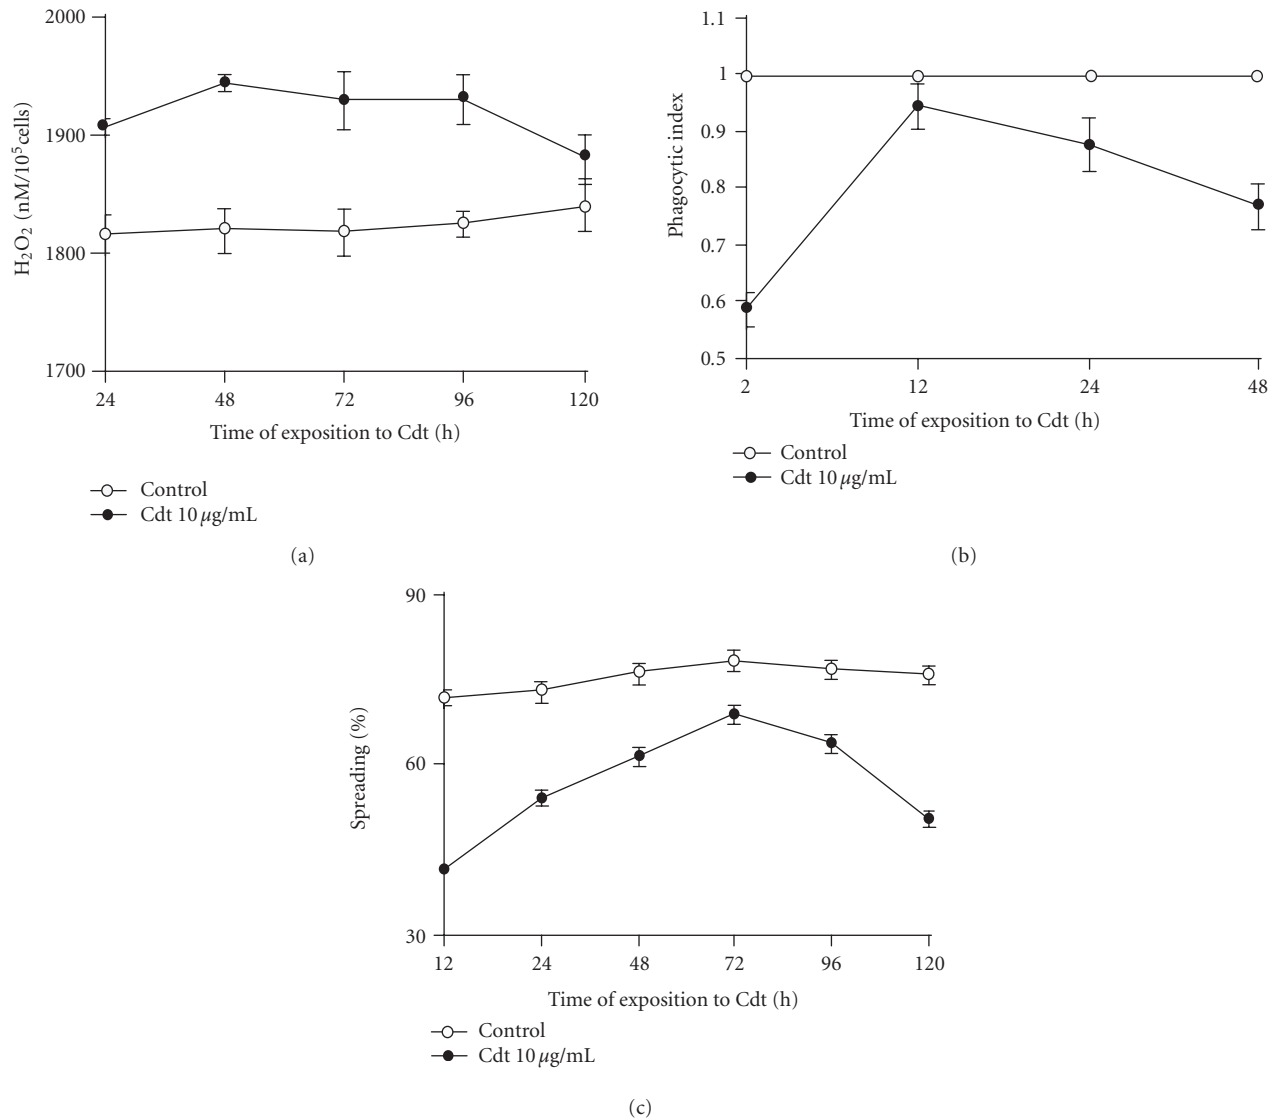 2000
1900
1800
1700
H₂O₂ (nM/10⁵cells)
24 48 72 96 120
Time of exposition to Cdt (h)
Control
Cdt 10 μg/mL
(a)
1.1
1
0.9
0.8
0.7
0.6
0.5
Phagocytic index
2 12 24 48
Time of exposition to Cdt (h)
Control
Cdt 10 μg/mL
(b)
90
60
30
Spreading (%)
12 24 48 72 96 120
Time of exposition to Cdt (h)
Control
Cdt 10 μg/mL
(c)